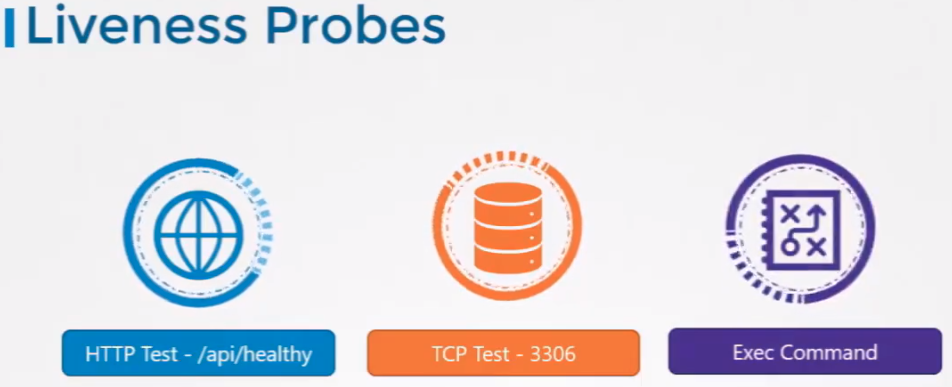 Liveness Probes
HTTP Test - /api/healthy
TCP Test - 3306
Exec Command